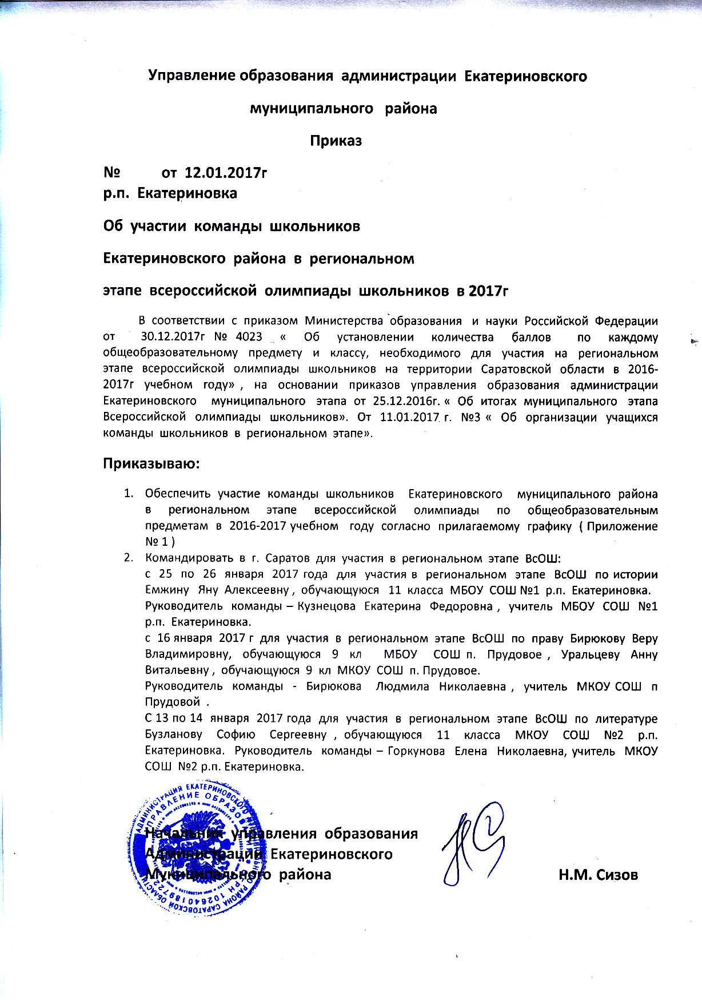 Управление образования администрации Екатериновского
муниципального района
Приказ
№ от 12.01.2017г
р.п. Екатериновка
Об участии команды школьников
Екатериновского района в региональном
этапе всероссийской олимпиады школьников в 2017г
В соответствии с приказом Министерства образования и науки Российской Федерации
от 30.12.2017г № 4023 « Об установлении количества баллов по каждому
общеобразовательному предмету и классу, необходимого для участия на региональном
этапе всероссийской олимпиады школьников на территории Саратовской области в 2016-
2017г учебном году» , на основании приказов управления образования администрации
Екатериновского муниципального этапа от 25.12.2016г. « Об итогах муниципального этапа
Всероссийской олимпиады школьников». От 11.01.2017 г. №3 « Об организации учащихся
команды школьников в региональном этапе».
Приказываю:
1. Обеспечить участие команды школьников Екатериновского муниципального района
в региональном этапе всероссийской олимпиады по общеобразовательным
предметам в 2016-2017 учебном году согласно прилагаемому графику ( Приложение
№ 1 )
2. Командировать в г. Саратов для участия в региональном этапе ВсОШ:
с 25 по 26 января 2017 года для участия в региональном этапе ВсОШ по истории
Емжину Яну Алексеевну , обучающуюся 11 класса МБОУ СОШ №1 р.п. Екатериновка.
Руководитель команды – Кузнецова Екатерина Федоровна , учитель МБОУ СОШ №1
р.п. Екатериновка.
с 16 января 2017 г для участия в региональном этапе ВсОШ по праву Бирюкову Веру
Владимировну, обучающуюся 9 кл МБОУ СОШ п. Прудовое , Уральцеву Анну
Витальевну , обучающуюся 9 кл МКОУ СОШ п. Прудовое.
Руководитель команды - Бирюкова Людмила Николаевна , учитель МКОУ СОШ п
Прудовой .
С 13 по 14 января 2017 года для участия в региональном этапе ВсОШ по литературе
Бузланову Софию Сергеевну , обучающуюся 11 класса МКОУ СОШ №2 р.п.
Екатериновка. Руководитель команды – Горкунова Елена Николаевна, учитель МКОУ
СОШ №2 р.п. Екатериновка.
Начальник управления образования
Администрации Екатериновского
Муниципального района Н.М. Сизов
АДМИНИСТРАЦИЯ ЕКАТЕРИНОВСКОГО МУНИЦИПАЛЬНОГО РАЙОНА САРАТОВСКОЙ ОБЛАСТИ
УПРАВЛЕНИЕ ОБРАЗОВАНИЯ